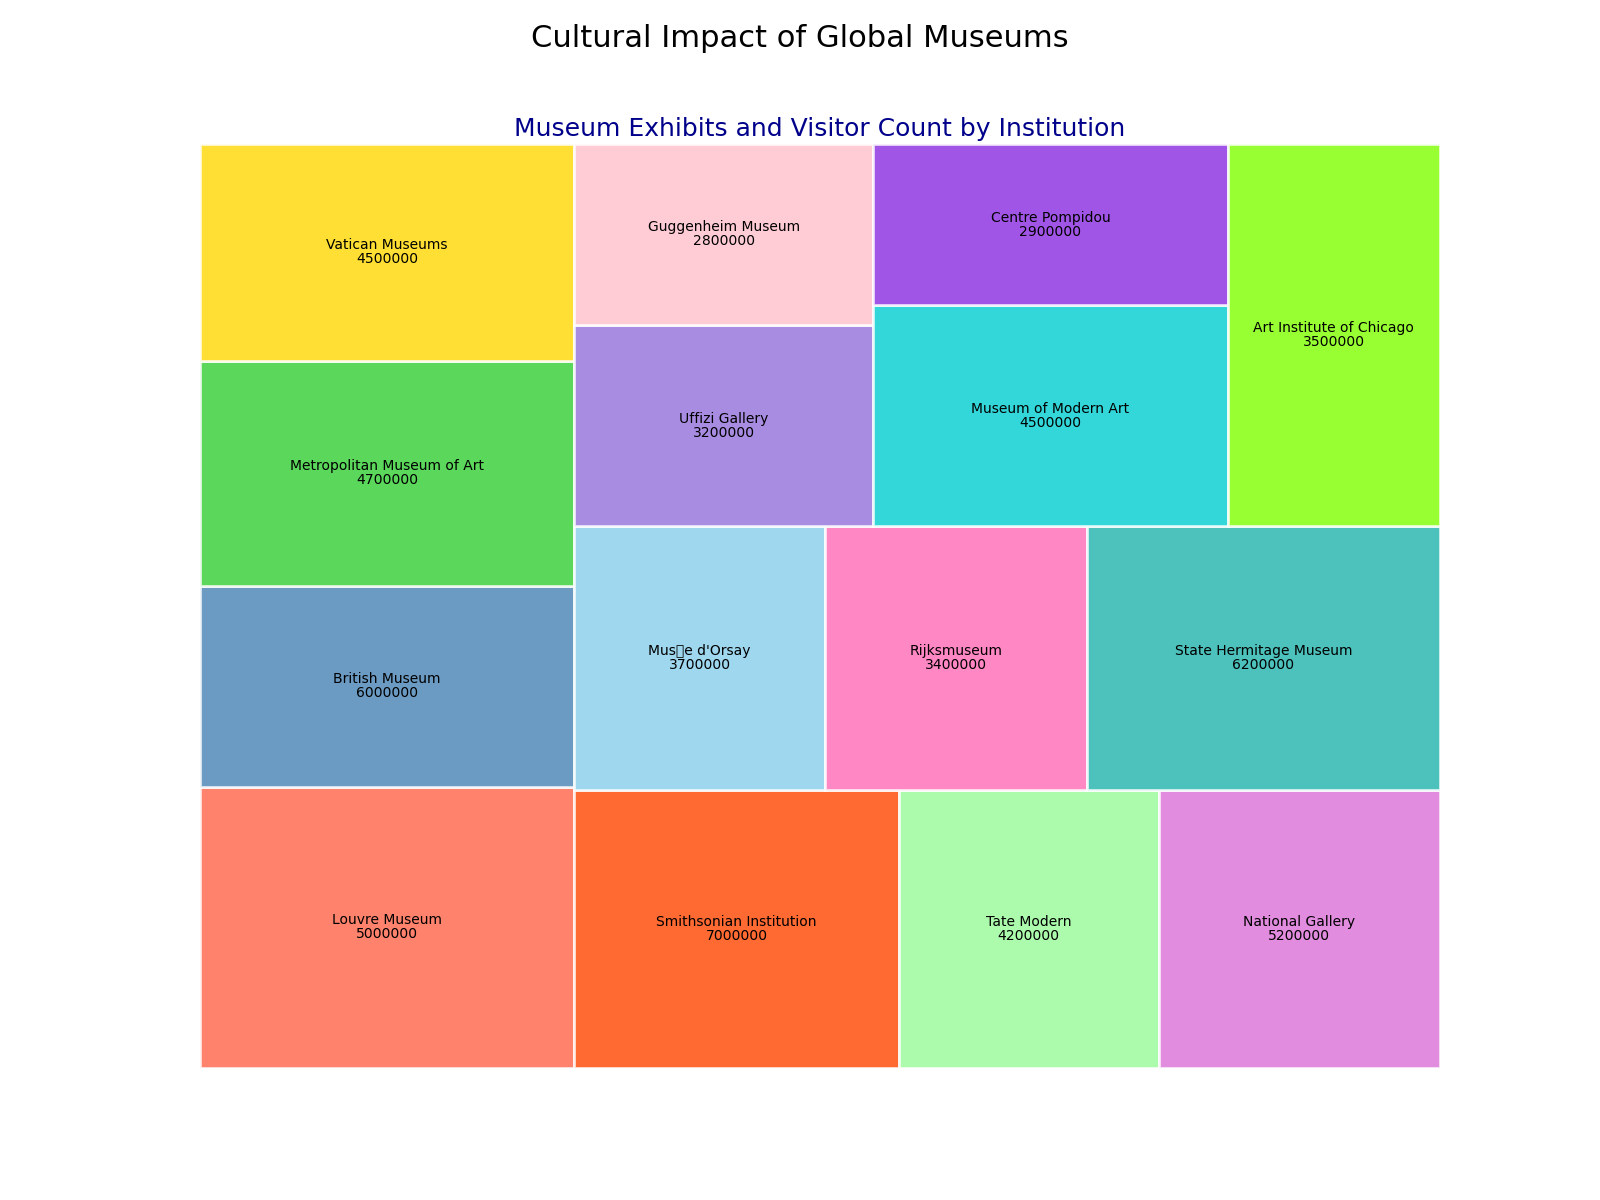 Cultural Impact of Global Museums
Museum Exhibits and Visitor Count by Institution
Vatican Museums
4500000
Guggenheim Museum
2800000
Centre Pompidou
2900000
Art Institute of Chicago
3500000
Uffizi Gallery
3200000
Museum of Modern Art
4500000
Metropolitan Museum of Art
4700000
British Museum
6000000
Mus▯e d'Orsay
3700000
Rijksmuseum
3400000
State Hermitage Museum
6200000
Louvre Museum
5000000
Smithsonian Institution
7000000
Tate Modern
4200000
National Gallery
5200000